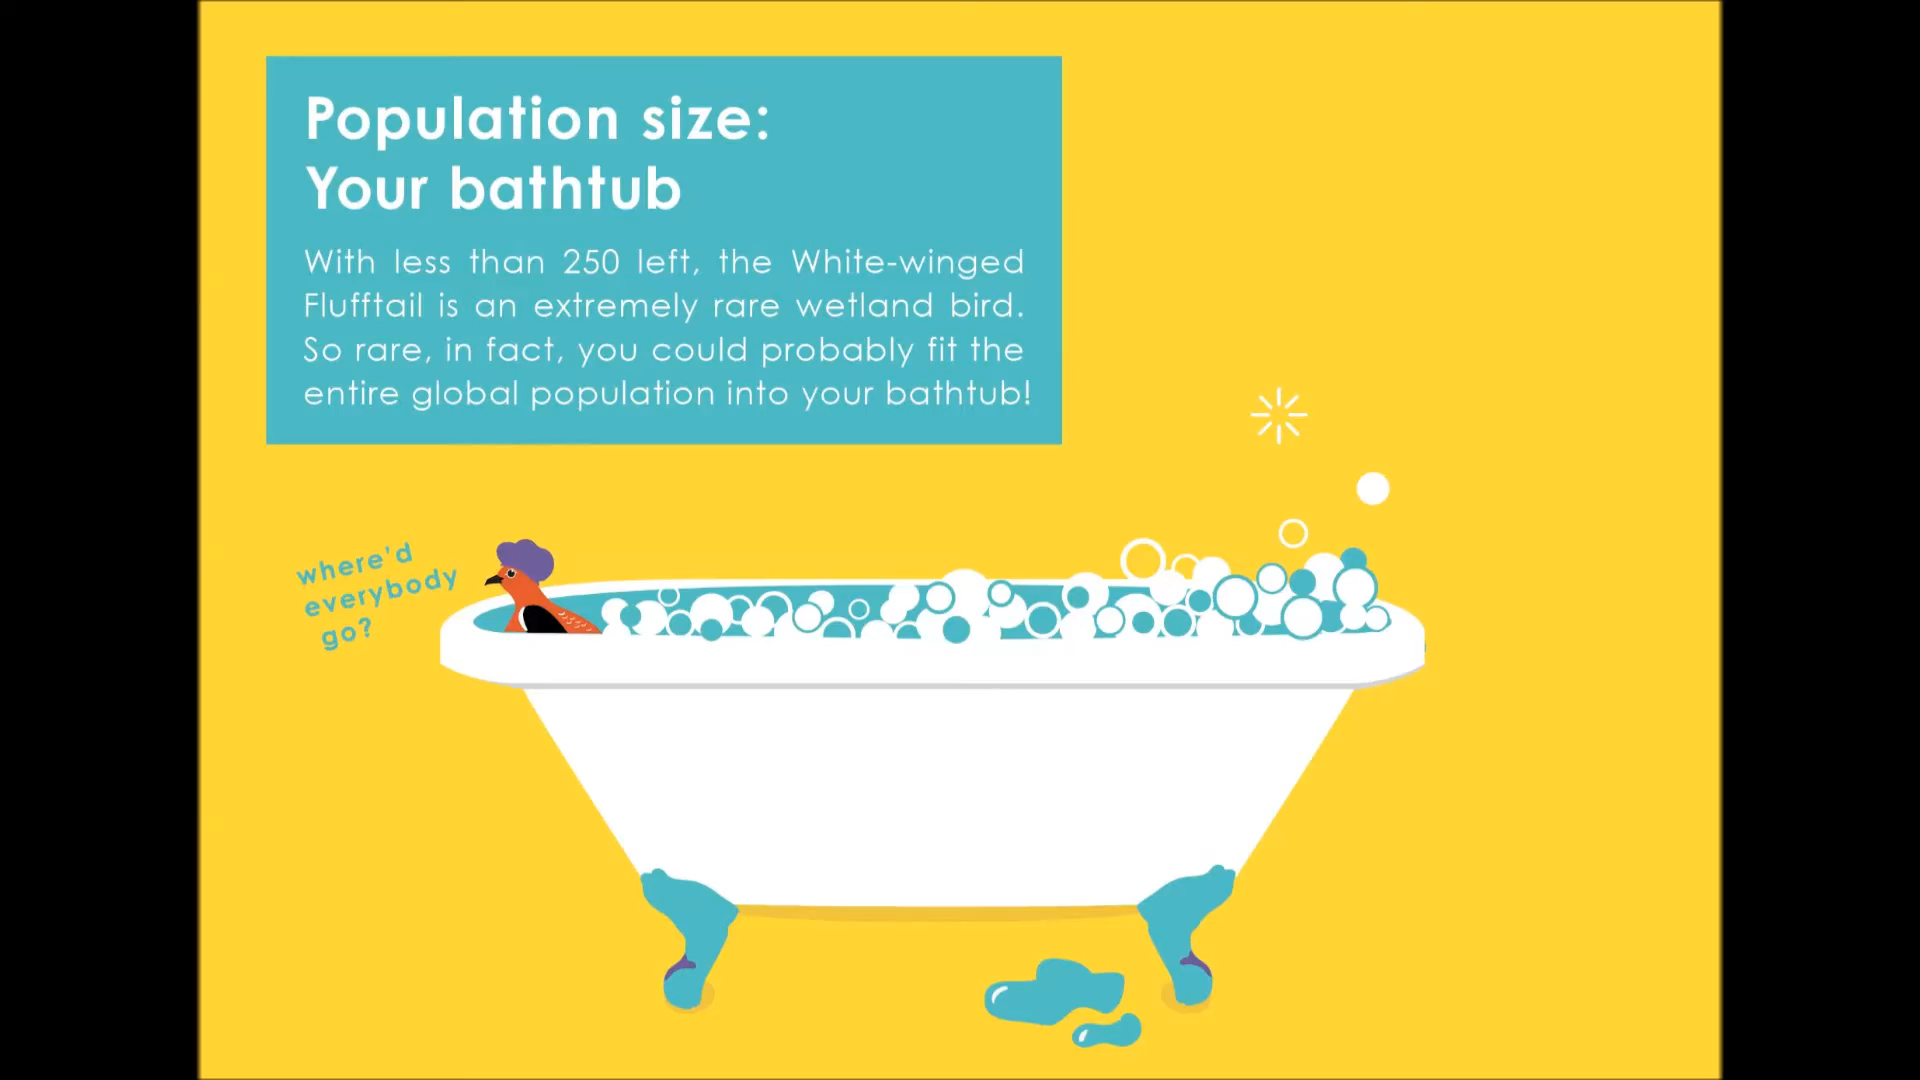 Population size:
Your bathtub
With less than 250 left, the White-winged
Flufftail is an extremely rare wetland bird.
So rare, in fact, you could probably fit the
entire global population into your bathtub!
where'd
everybody
go?